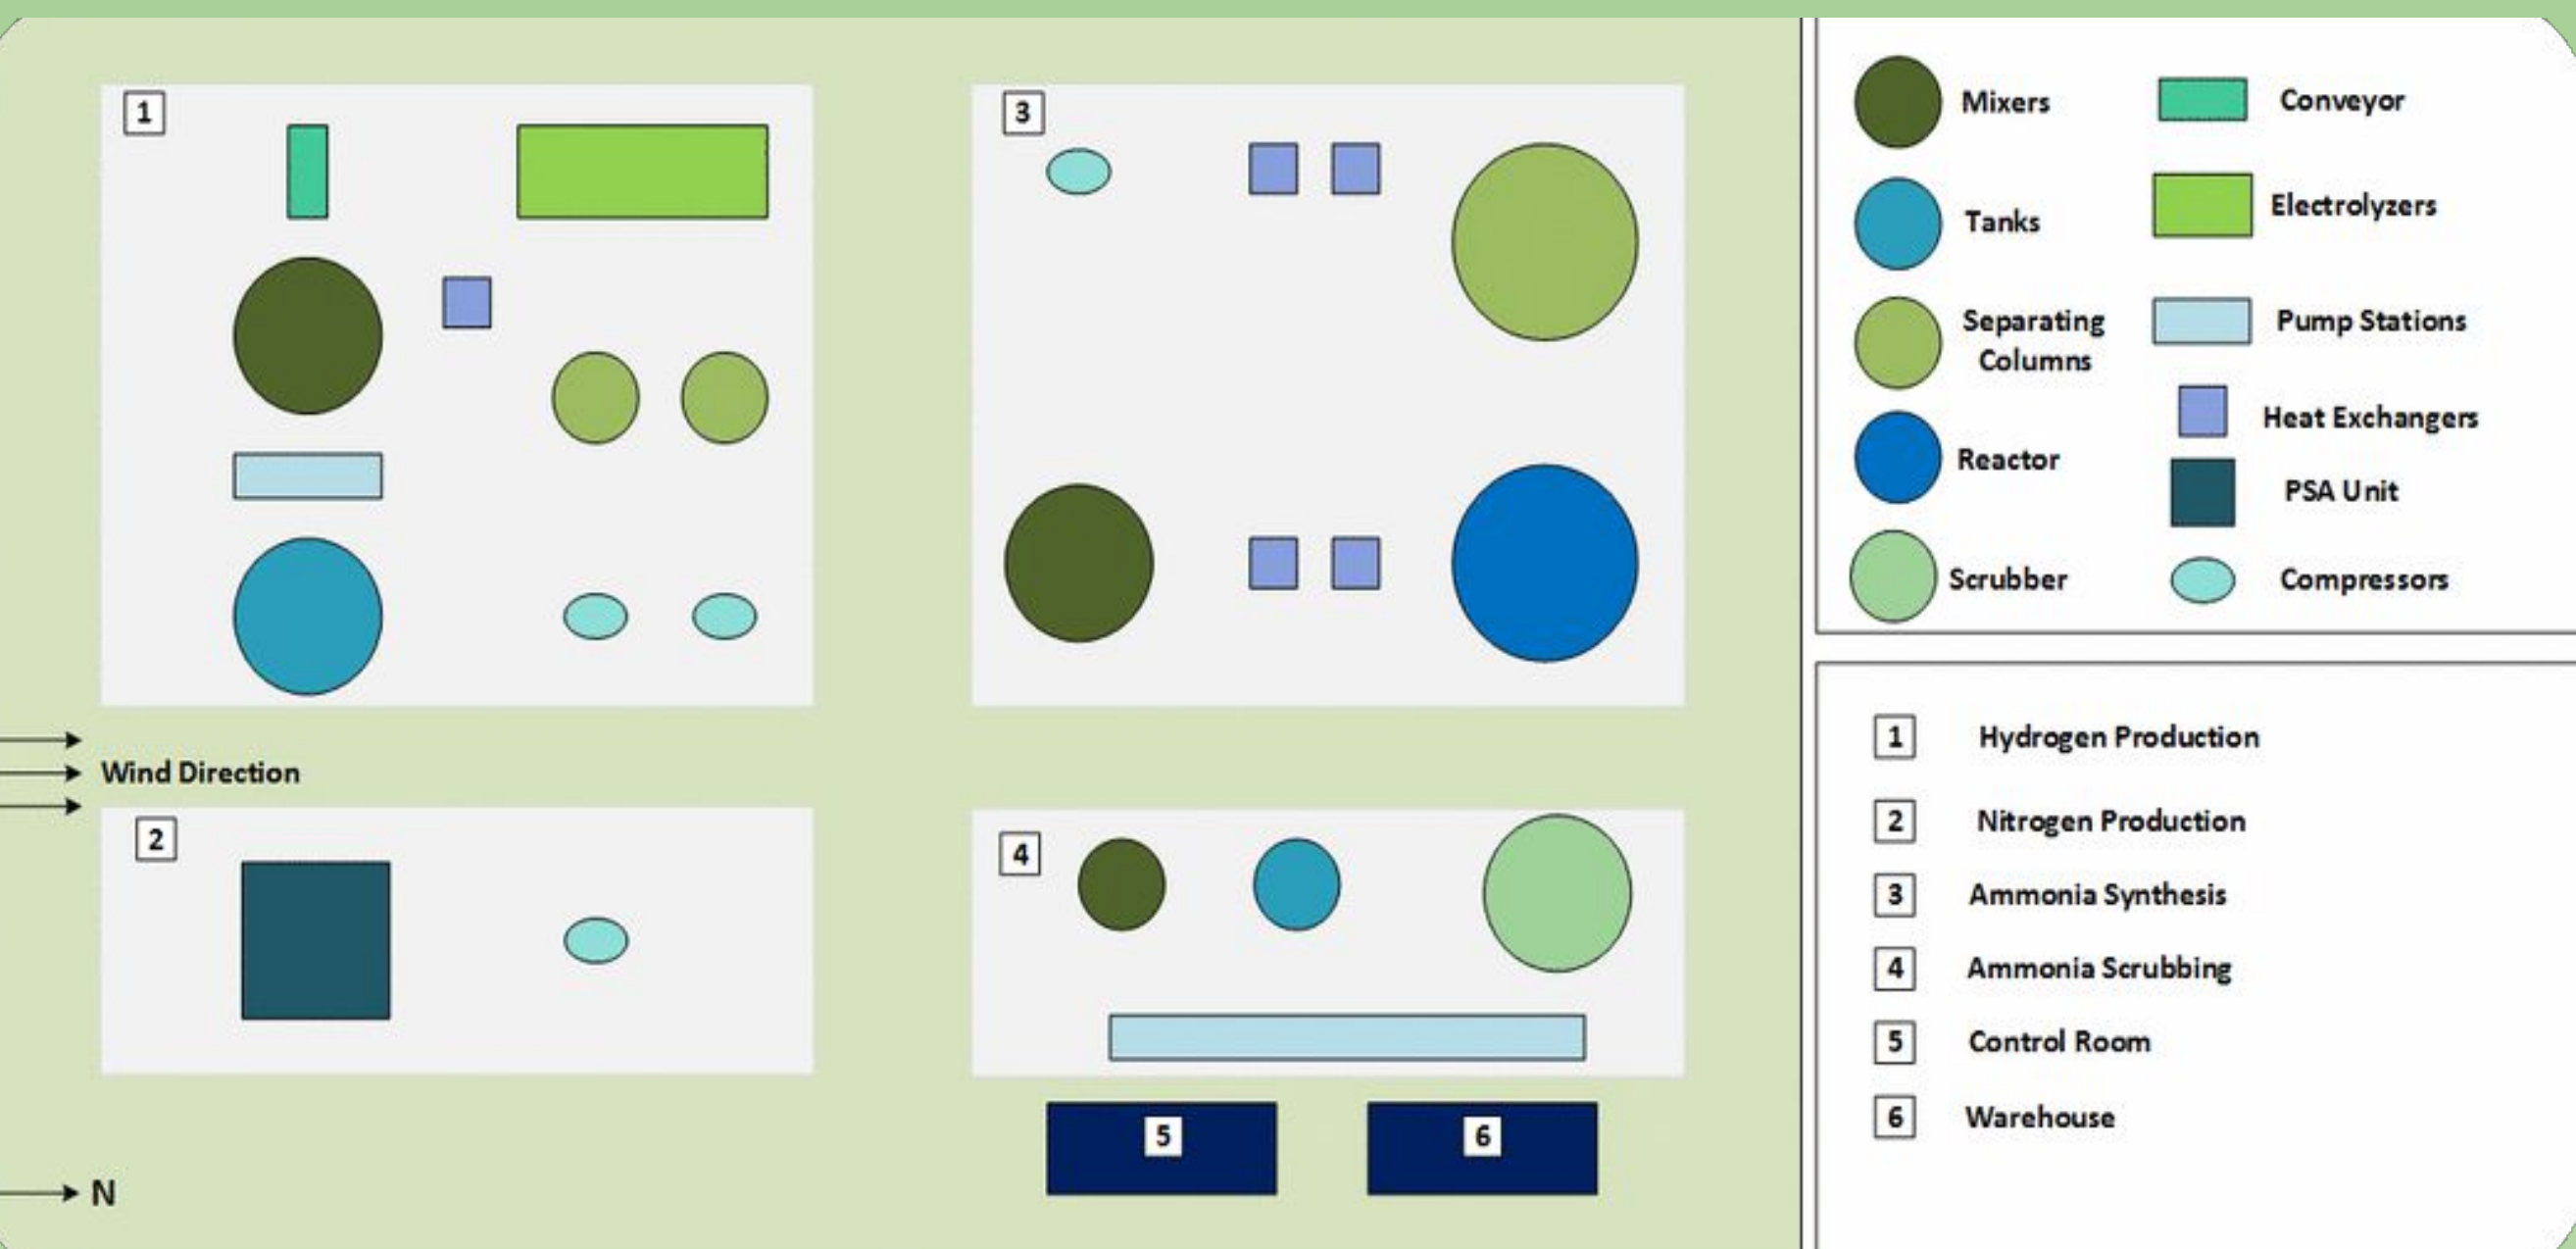 1
3
Wind Direction
2
4
5
6
N
Mixers
Conveyor
Tanks
Electrolyzers
Separating
Columns
Pump Stations
Reactor
Heat Exchangers
PSA Unit
Scrubber
Compressors
1 Hydrogen Production
2 Nitrogen Production
3 Ammonia Synthesis
4 Ammonia Scrubbing
5 Control Room
6 Warehouse